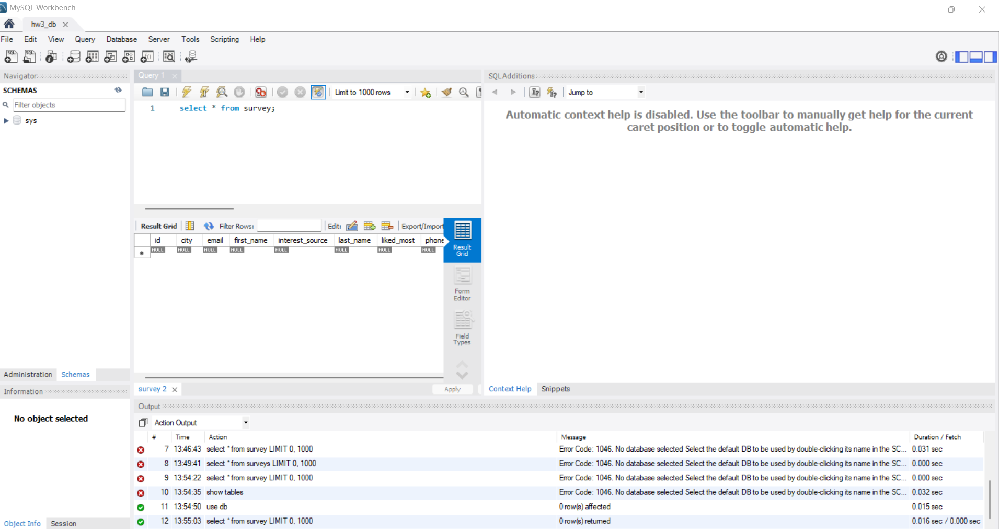 MySQL Workbench
hw3_db
File Edit View Query Database Server Tools Scripting Help
Navigator
SCHEMAS
Filter objects
sys
Administration Schemas
Information
No object selected
Object Info Session
Query 1
Limit to 1000 rows
1 select * from survey;
Result Grid Filter Rows: Edit: Export/Import
id city email first_name interest_source last_name liked_most phone
NULL NULL NULL NULL NULL NULL NULL NULL
Result
Grid
Form
Editor
Field
Types
survey 2 Apply
SQLAdditions
Jump to
Automatic context help is disabled. Use the toolbar to manually get help for the current
caret position or to toggle automatic help.
Context Help Snippets
Output
Action Output
# Time Action Message Duration / Fetch
7 13:46:43 select * from survey LIMIT 0, 1000 Error Code: 1046. No database selected Select the default DB to be used by double-clicking its name in the SC... 0.031 sec
8 13:49:41 select * from surveys LIMIT 0, 1000 Error Code: 1046. No database selected Select the default DB to be used by double-clicking its name in the SC... 0.000 sec
9 13:54:22 select * from survey LIMIT 0, 1000 Error Code: 1046. No database selected Select the default DB to be used by double-clicking its name in the SC... 0.000 sec
10 13:54:35 show tables Error Code: 1046. No database selected Select the default DB to be used by double-clicking its name in the SC... 0.032 sec
11 13:54:50 use db 0 row(s) affected 0.015 sec
12 13:55:03 select * from survey LIMIT 0, 1000 0 row(s) returned 0.016 sec / 0.000 sec